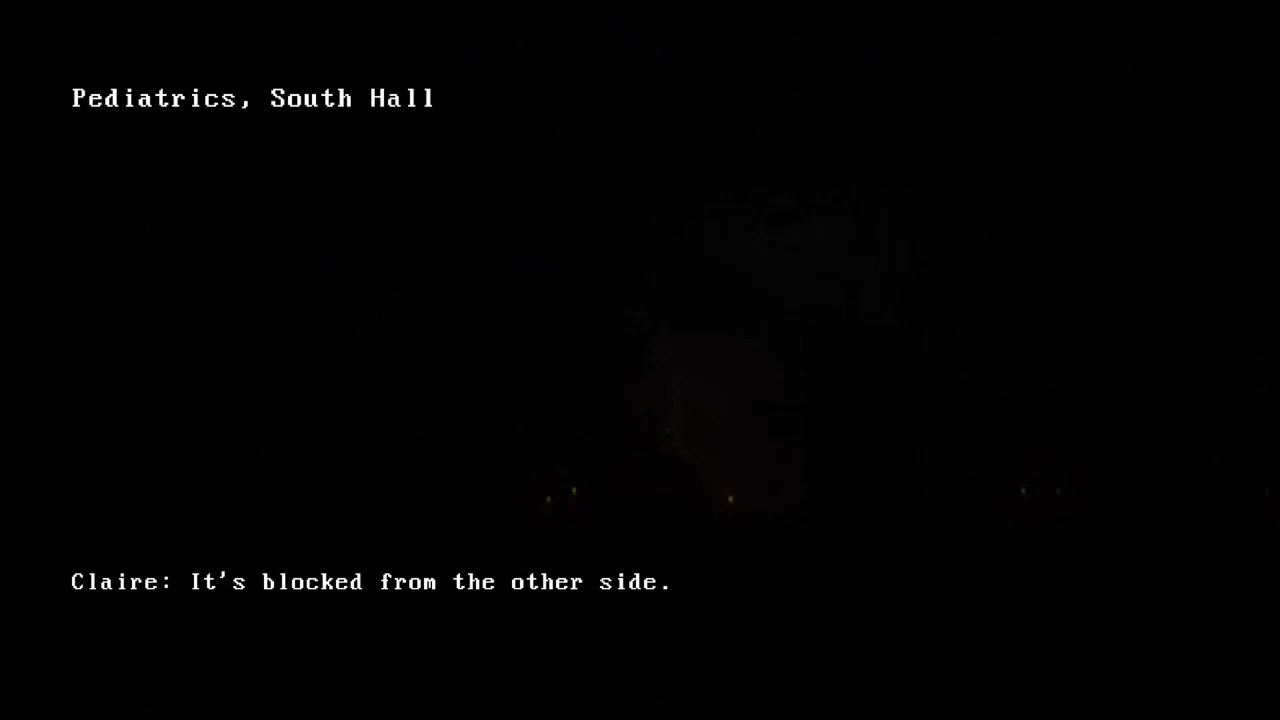 Pediatrics, South Hall
Claire: It's blocked from the other side.